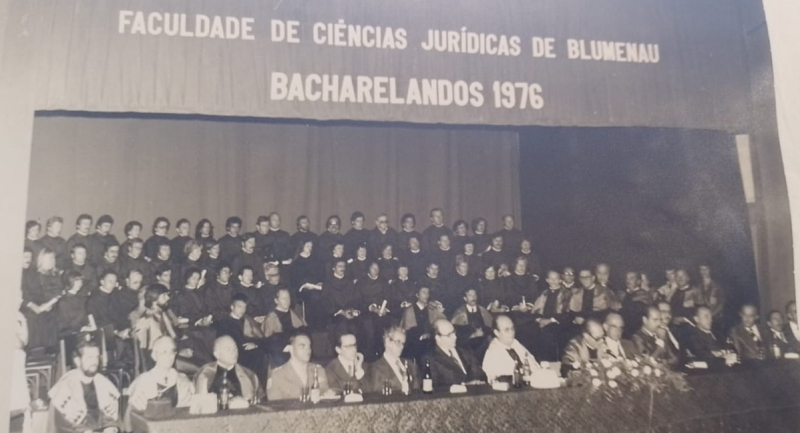 FACULDADE DE CIÊNCIAS JURÍDICAS DE BLUMENAU
BACHARELANDOS 1976